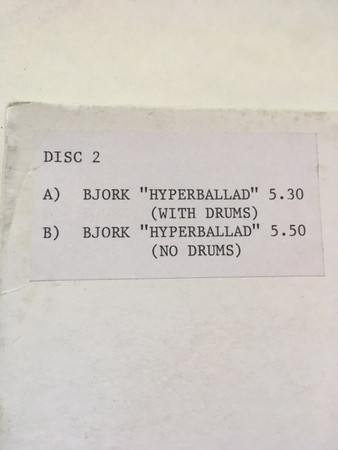 DISC 2
A) BJORK "HYPERBALLAD" 5.30
(WITH DRUMS)
B) BJORK "HYPERBALLAD" 5.50
(NO DRUMS)